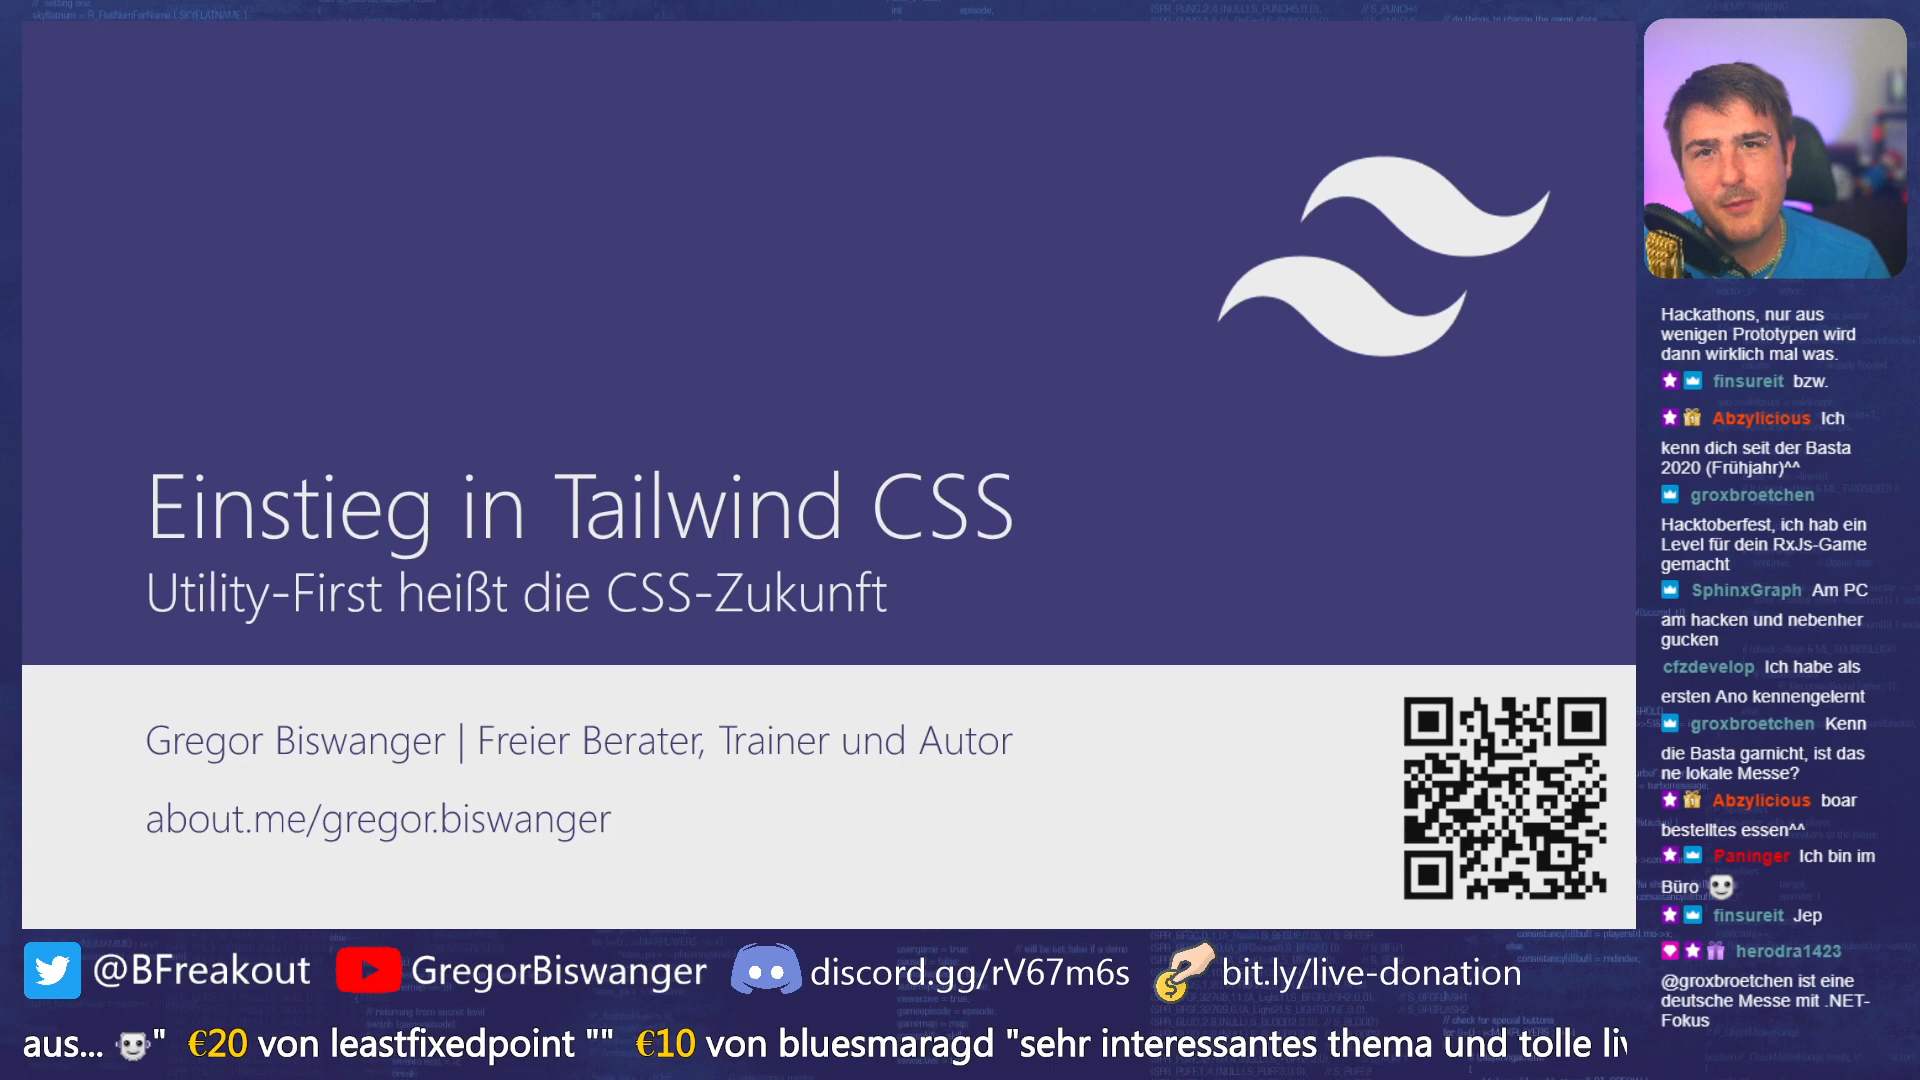 Einstieg in Tailwind CSS
Utility-First heißt die CSS-Zukunft
Gregor Biswanger | Freier Berater, Trainer und Autor
about.me/gregor.biswanger
@BFreakout
GregorBiswanger
discord.gg/rV67m6s
bit.ly/live-donation
aus... " €20 von leastfixedpoint "" €10 von bluesmaragd "sehr interessantes thema und tolle liv
Hackathons, nur aus
wenigen Prototypen wird
dann wirklich mal was.
finsureit bzw.
Abzylicious Ich
kenn dich seit der Basta
2020 (Frühjahr)^^
groxbroetchen
Hacktoberfest, ich hab ein
Level für dein RxJs-Game
gemacht
SphinxGraph Am PC
am hacken und nebenher
gucken
cfzdevelop Ich habe als
ersten Ano kennengelernt
groxbroetchen Kenn
die Basta garnicht, ist das
ne lokale Messe?
Abzylicious boar
bestelltes essen^^
Paninger Ich bin im
Büro
finsureit Jep
herodra1423
@groxbroetchen ist eine
deutsche Messe mit .NET-
Fokus